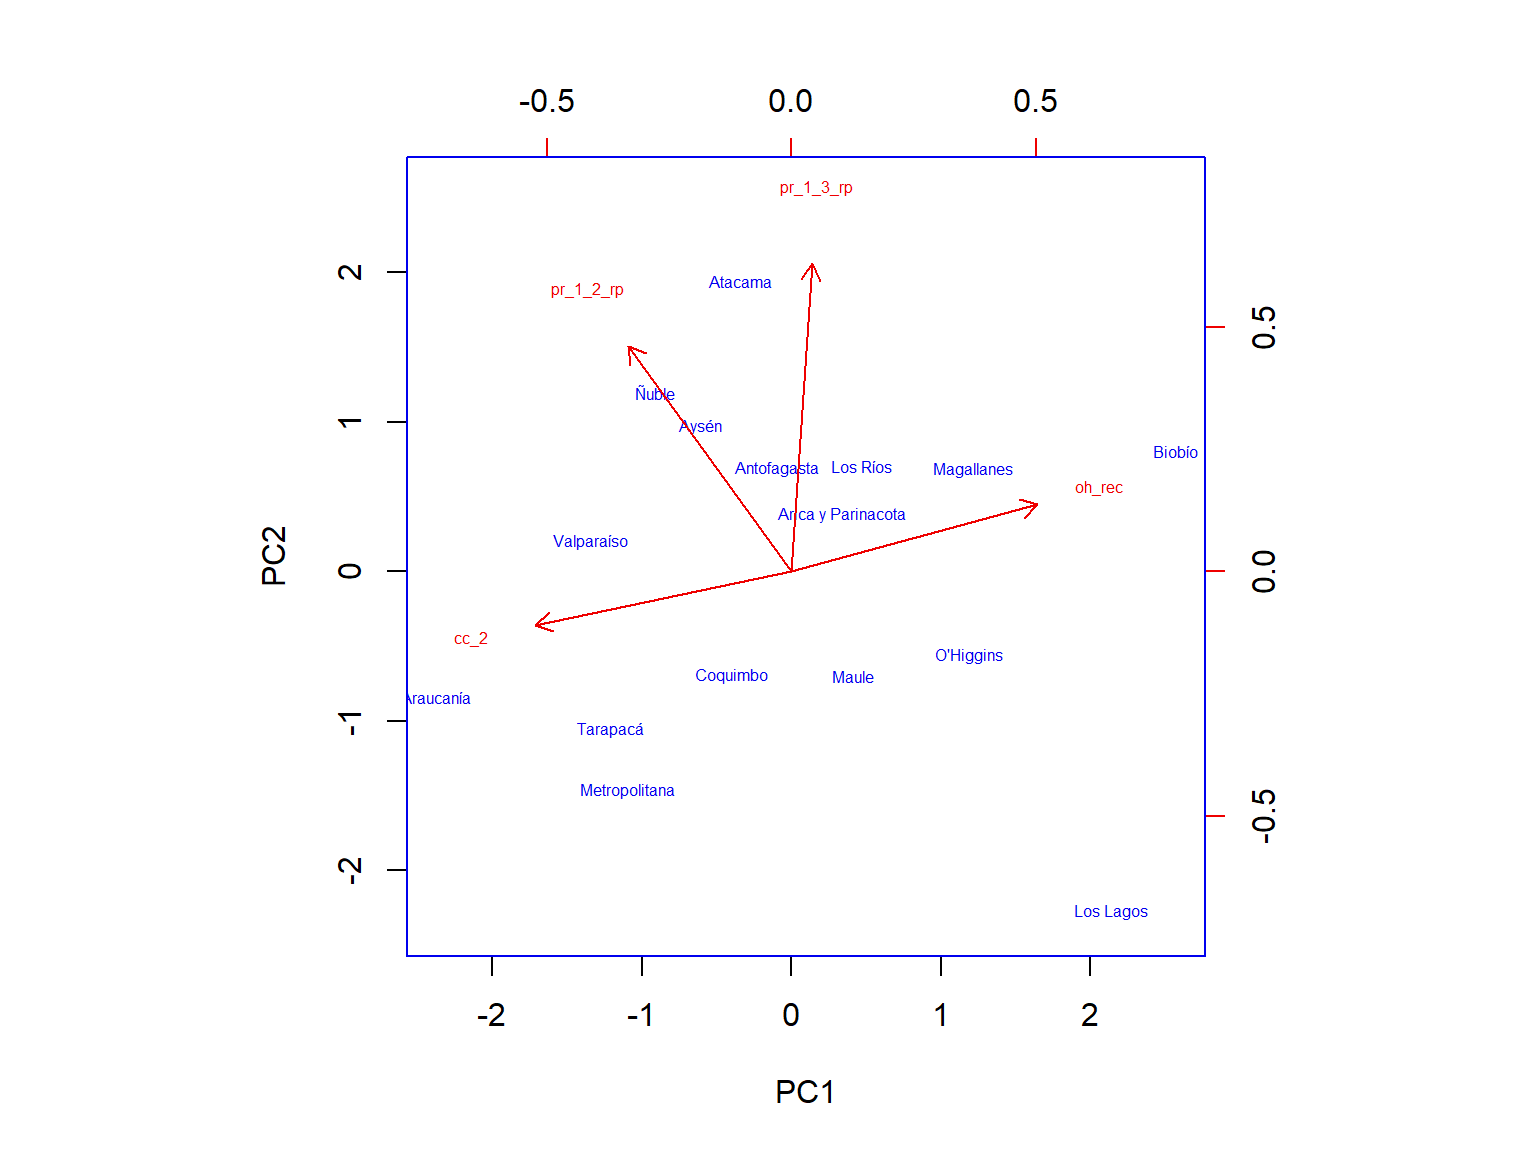 -0.5 0.0 0.5
pr_1_3_rp
2
Atacama
pr_1_2_rp
0.5
Ñuble
1
Aysén
Biobío
Antofagasta
Los Ríos
Magallanes
oh_rec
Arica y Parinacota
Valparaíso
PC2
0
0.0
cc_2
O'Higgins
Coquimbo
Maule
Araucanía
-1
Tarapacá
Metropolitana
-0.5
-2
Los Lagos
-2 -1 0 1 2
PC1